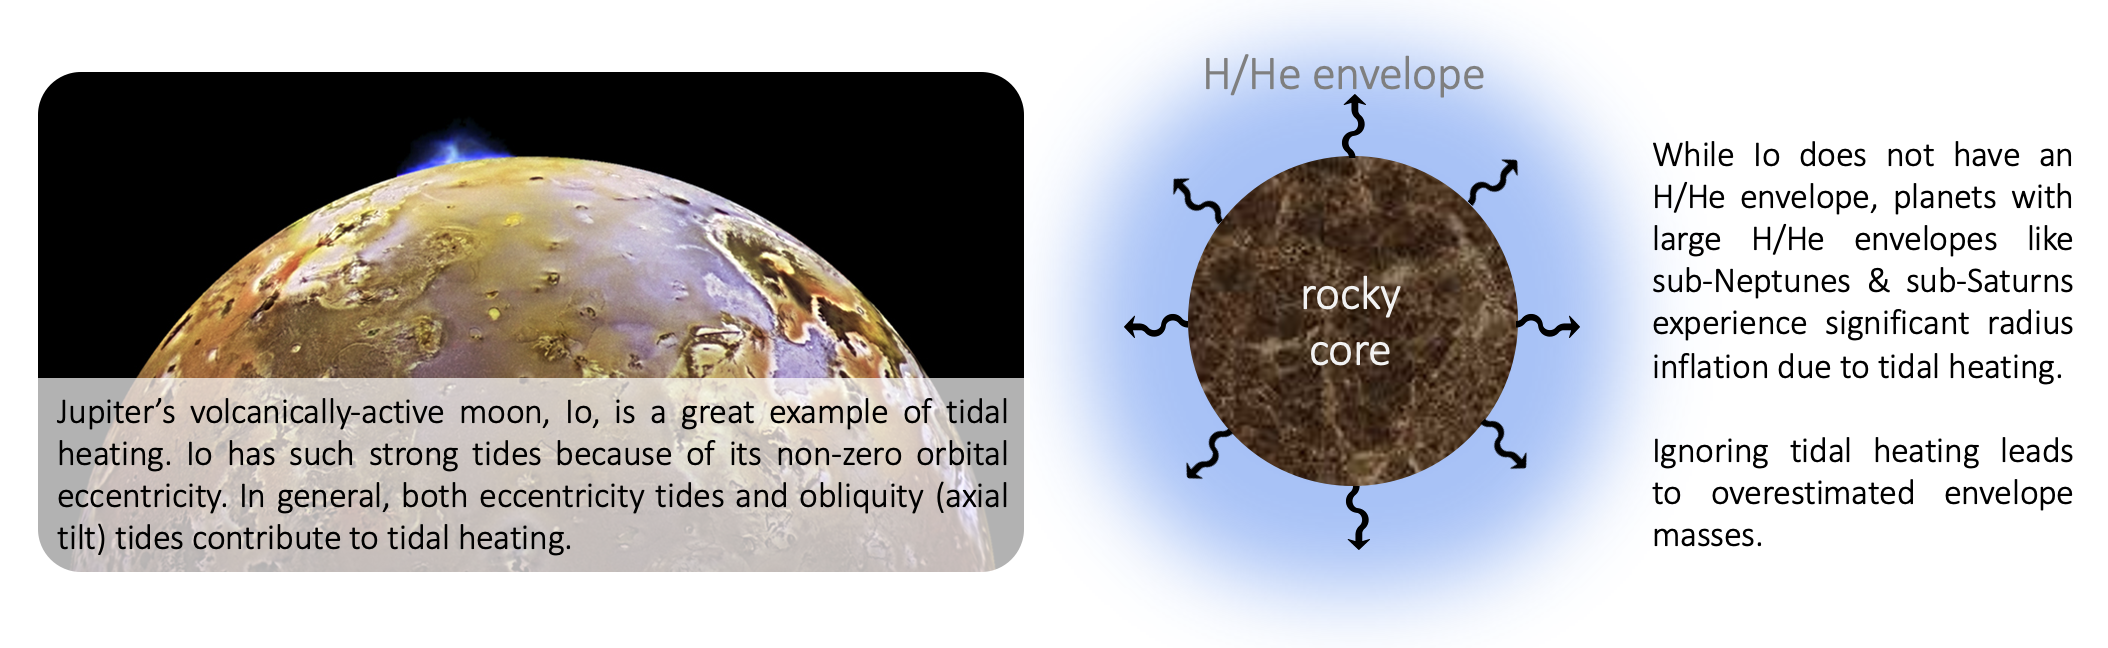 Jupiter’s volcanically-active moon, Io, is a great example of tidal
heating. Io has such strong tides because of its non-zero orbital
eccentricity. In general, both eccentricity tides and obliquity (axial
tilt) tides contribute to tidal heating.
H/He envelope
rocky
core
While Io does not have an
H/He envelope, planets with
large H/He envelopes like
sub-Neptunes & sub-Saturns
experience significant radius
inflation due to tidal heating.
Ignoring tidal heating leads
to overestimated envelope
masses.